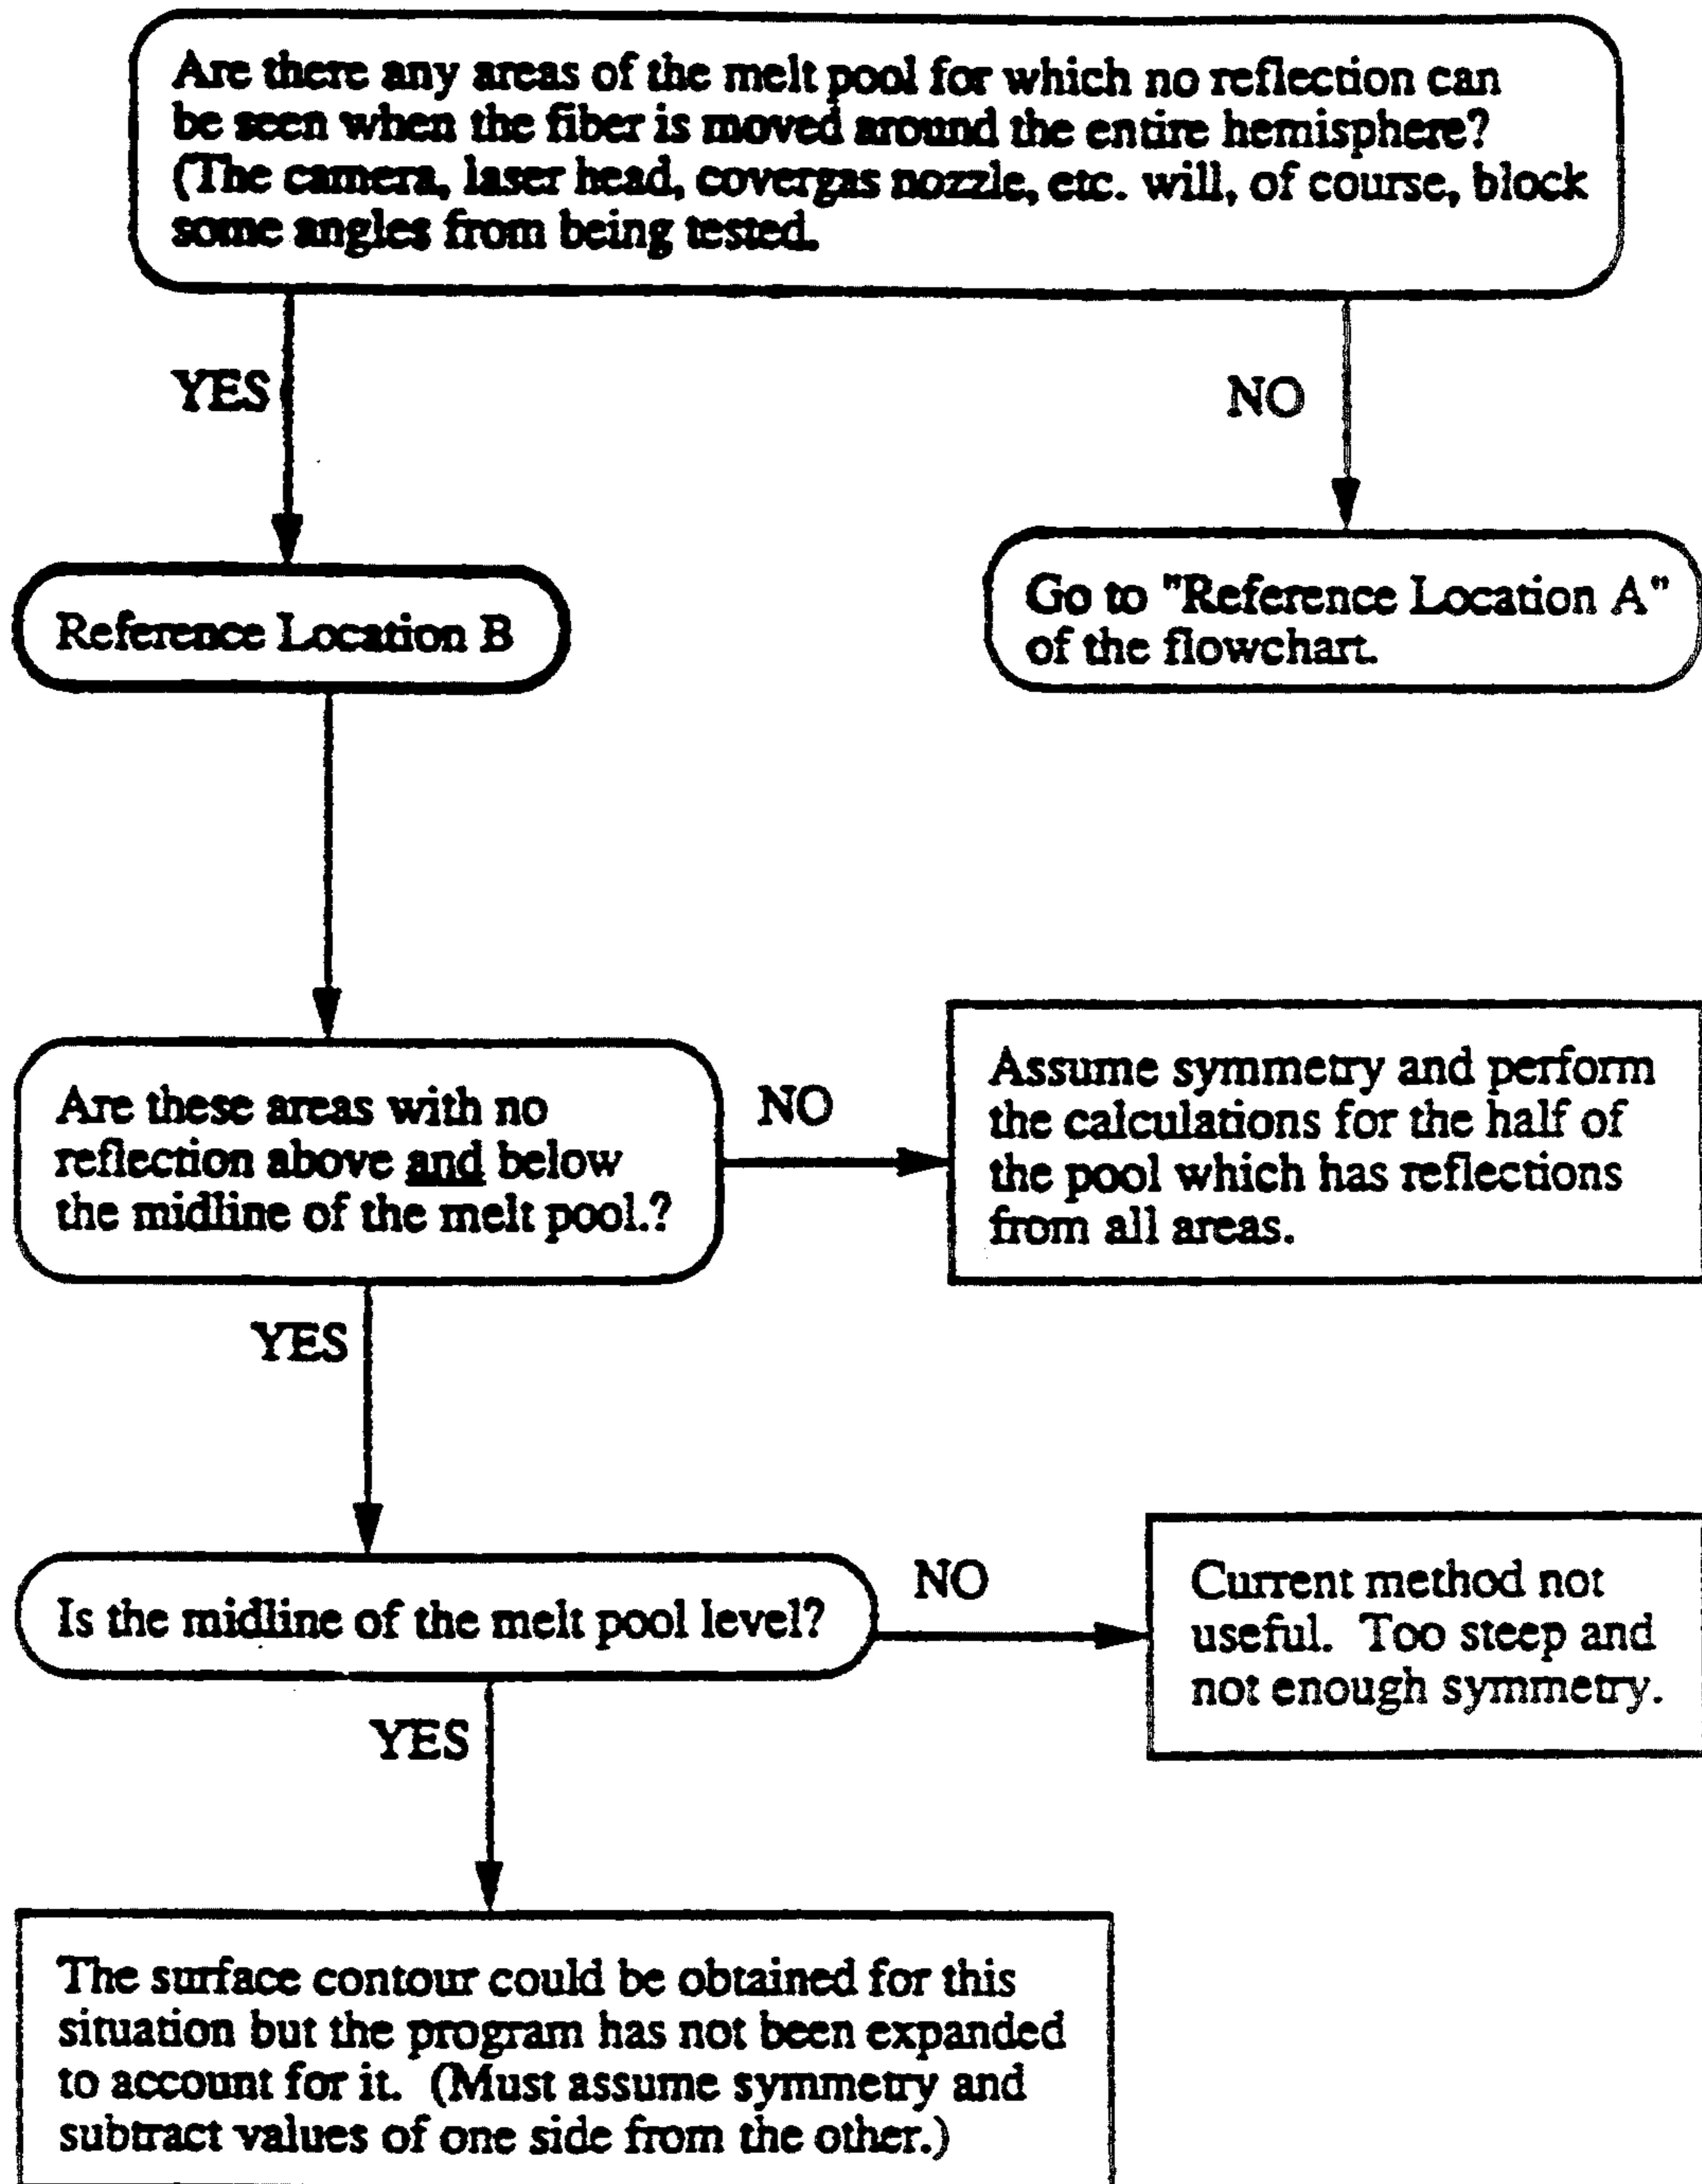 Are there any areas of the melt pool for which no reflection can
be seen when the fiber is moved around the entire hemisphere?
(The camera, laser head, covergas nozzle, etc. will, of course, block
some angles from being tested.
YES
NO
Reference Location B
Go to "Reference Location A"
of the flowchart.
Are these areas with no
reflection above and below
the midline of the melt pool.?
NO
Assume symmetry and perform
the calculations for the half of
the pool which has reflections
from all areas.
YES
Is the midline of the melt pool level?
NO
Current method not
useful. Too steep and
not enough symmetry.
YES
The surface contour could be obtained for this
situation but the program has not been expanded
to account for it. (Must assume symmetry and
subtract values of one side from the other.)